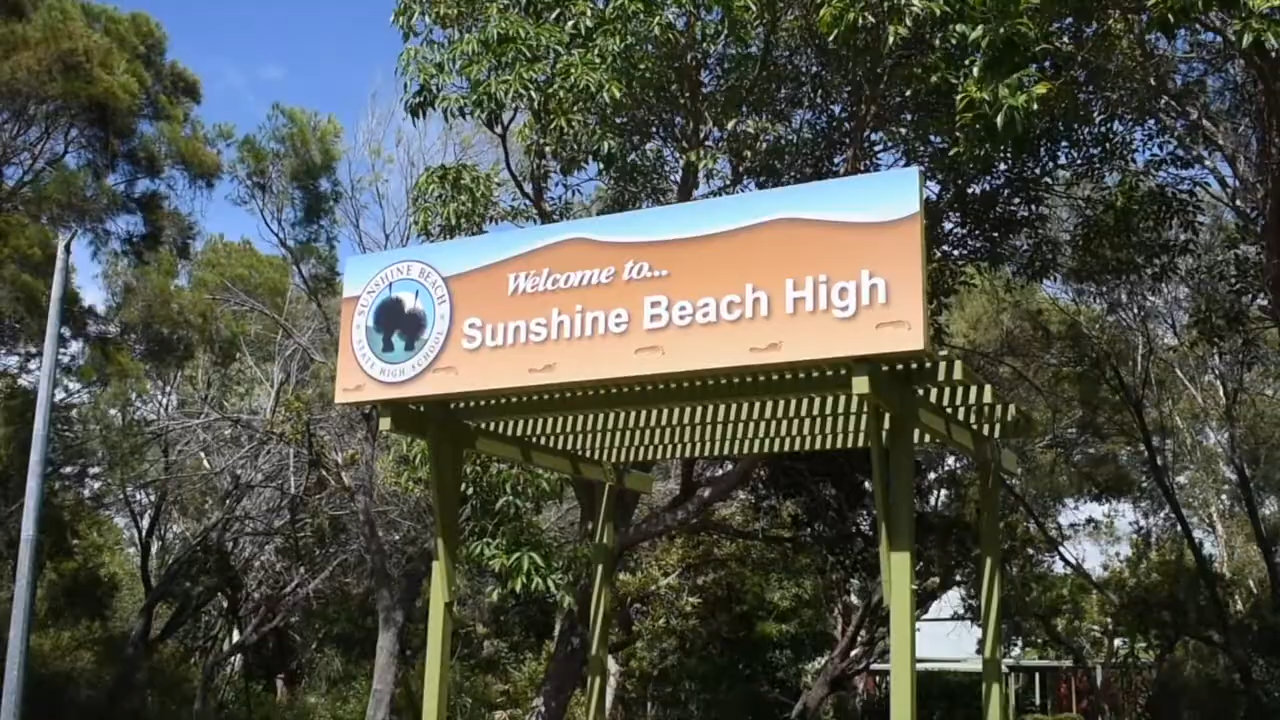 SUNSHINE BEACH
STATE HIGH SCHOOL
Welcome to...
Sunshine Beach High